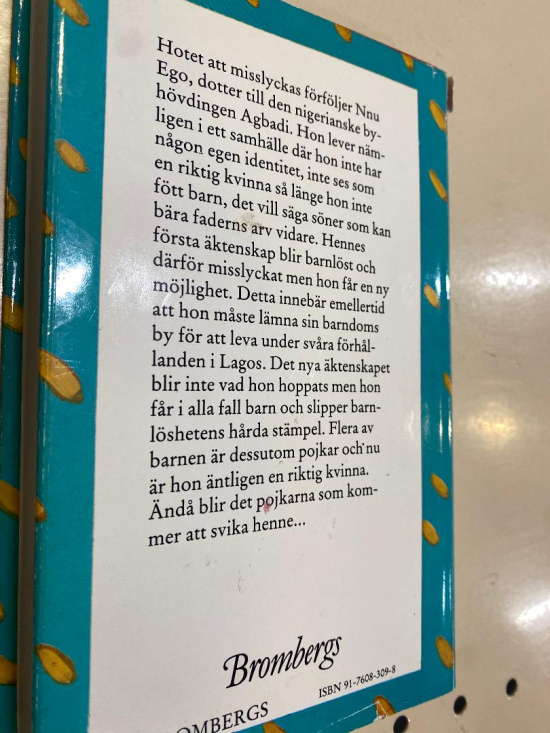 Hotet att misslyckas förföljer Nnu
Ego, dotter till den nigerianske by-
hövdingen Agbadi. Hon lever näm-
ligen i ett samhälle där hon inte har
någon egen identitet, inte ses som
en riktig kvinna så länge hon inte
fött barn, det vill säga söner som kan
bära faderns arv vidare. Hennes
första äktenskap blir barnlöst och
därför misslyckat men hon får en ny
möjlighet. Detta innebär emellertid
att hon måste lämna sin barndoms
by för att leva under svåra förhål-
landen i Lagos. Det nya äktenskapet
blir inte vad hon hoppats men hon
får i alla fall barn och slipper barn-
löshetens hårda stämpel. Flera av
barnen är dessutom pojkar och nu
är hon äntligen en riktig kvinna.
Ändå blir det pojkarna som kom-
mer att svika henne...
Brombergs
ISBN 91-7608-309-8
OMBERGS